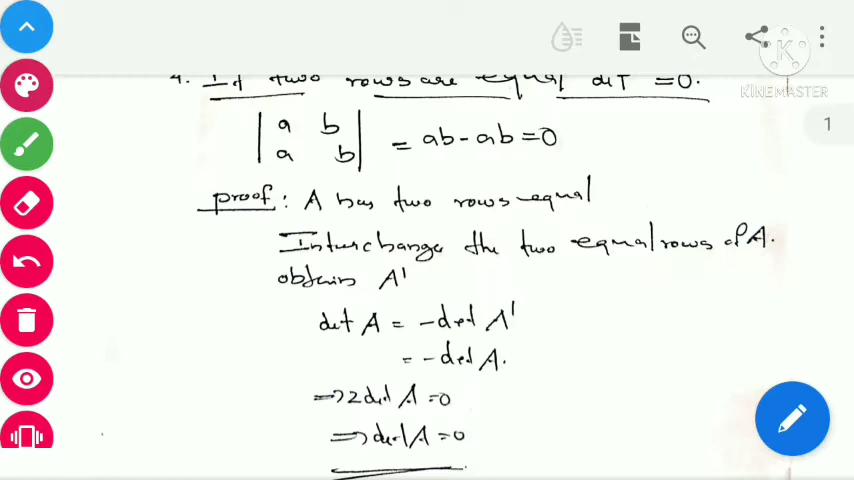 4. If two rows are equal det =0.
| a b |
| a b | = ab - ab = 0
proof : A has two rows equal
Interchange the two equal rows of A.
obtain A'
det A = -det A'
= -det A.
=> 2 det A = 0
=> det A = 0
K
KINEMASTER
1